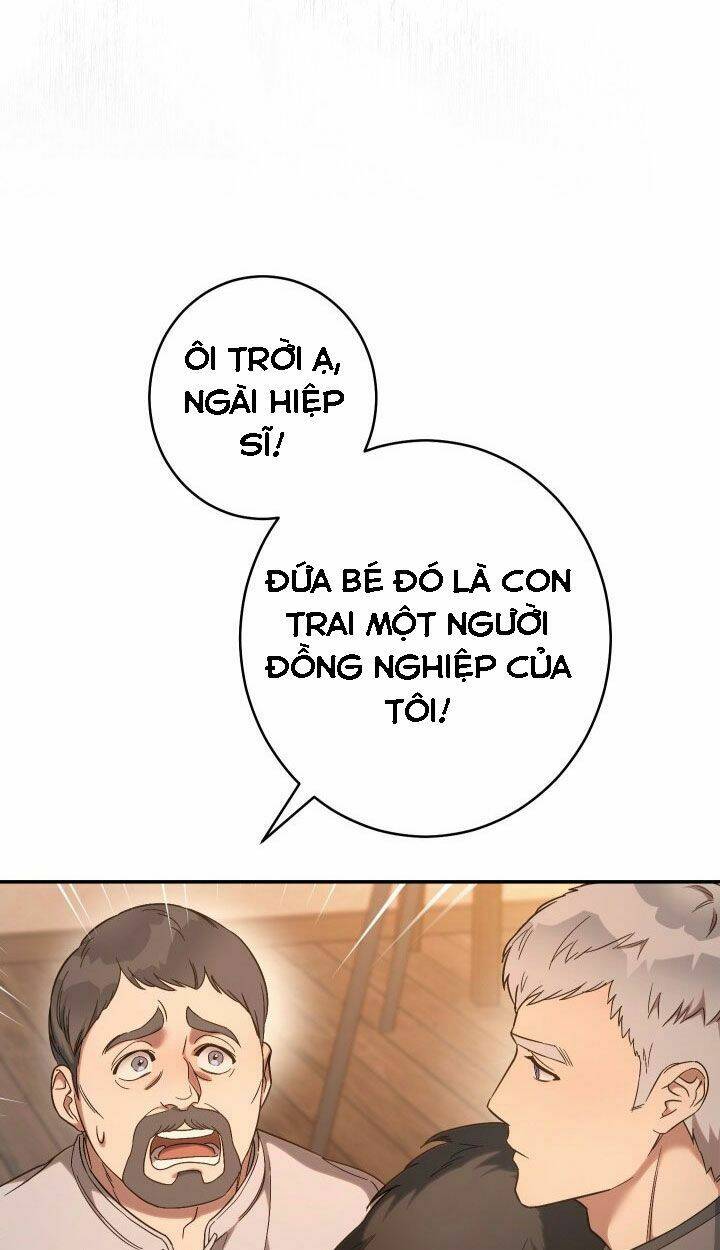 ÔI TRỜI Ạ,
NGÀI HIỆP
SĨ!
ĐỨA BÉ ĐÓ LÀ CON
TRAI MỘT NGƯỜI
ĐỒNG NGHIỆP CỦA
TÔI!